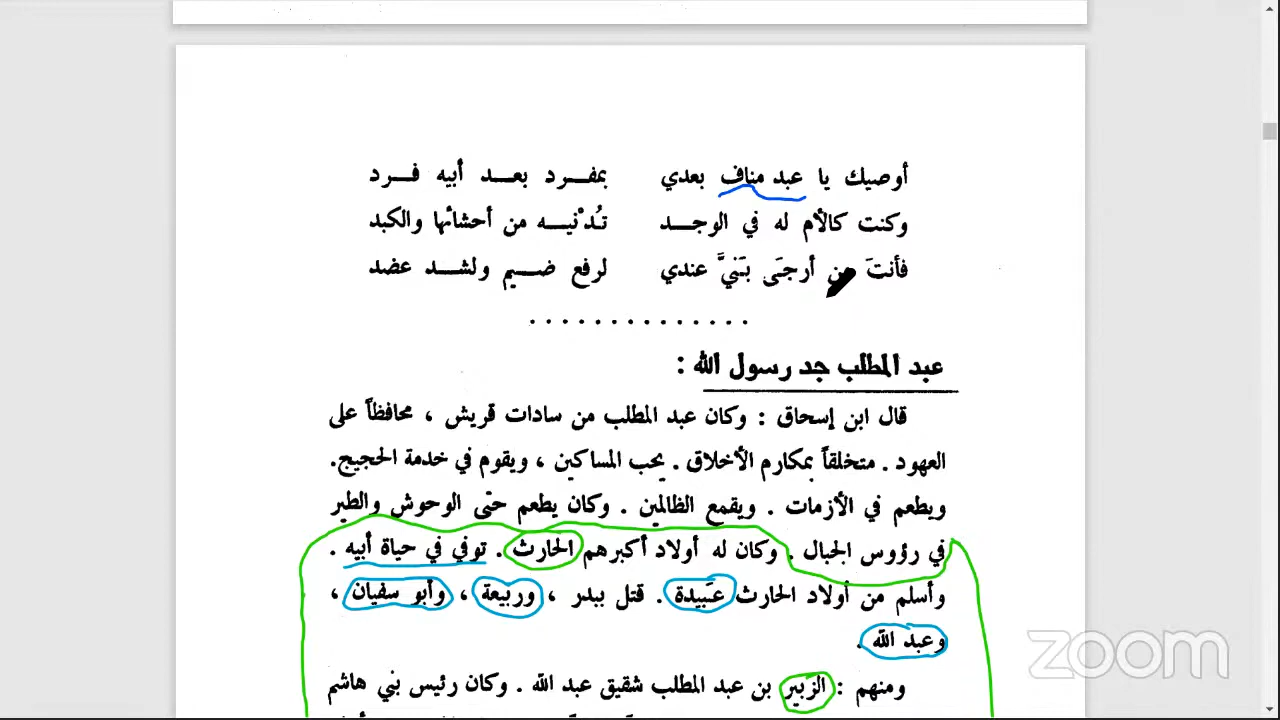 أوصيك يا عبد مناف بعدي بمفرد بعد أبيه فرد
وكنت كالأم له في الوجد تُدْنيه من أحشائها والكبد
فأنتَ من أرجَى بَنيَّ عندي لرفع ضيم ولشد عضد
. . . . . . . . . . . . . .
عبد المطلب جد رسول الله :
قال ابن إسحاق : وكان عبد المطلب من سادات قريش ، محافظاً على
العهود . متخلقاً بمكارم الأخلاق . يحب المساكين ، ويقوم في خدمة الحجيج.
ويطعم في الأزمات . ويقمع الظالمين . وكان يطعم حتى الوحوش والطير
في رؤوس الجبال . وكان له أولاد أكبرهم الحارث . توفي في حياة أبيه .
وأسلم من أولاد الحارث عَبيدة . قتل ببدر ، وربيعة ، وأبو سفيان ،
وعبد الله .
ومنهم : الزبير بن عبد المطلب شقيق عبد الله . وكان رئيس بني هاشم
zoom